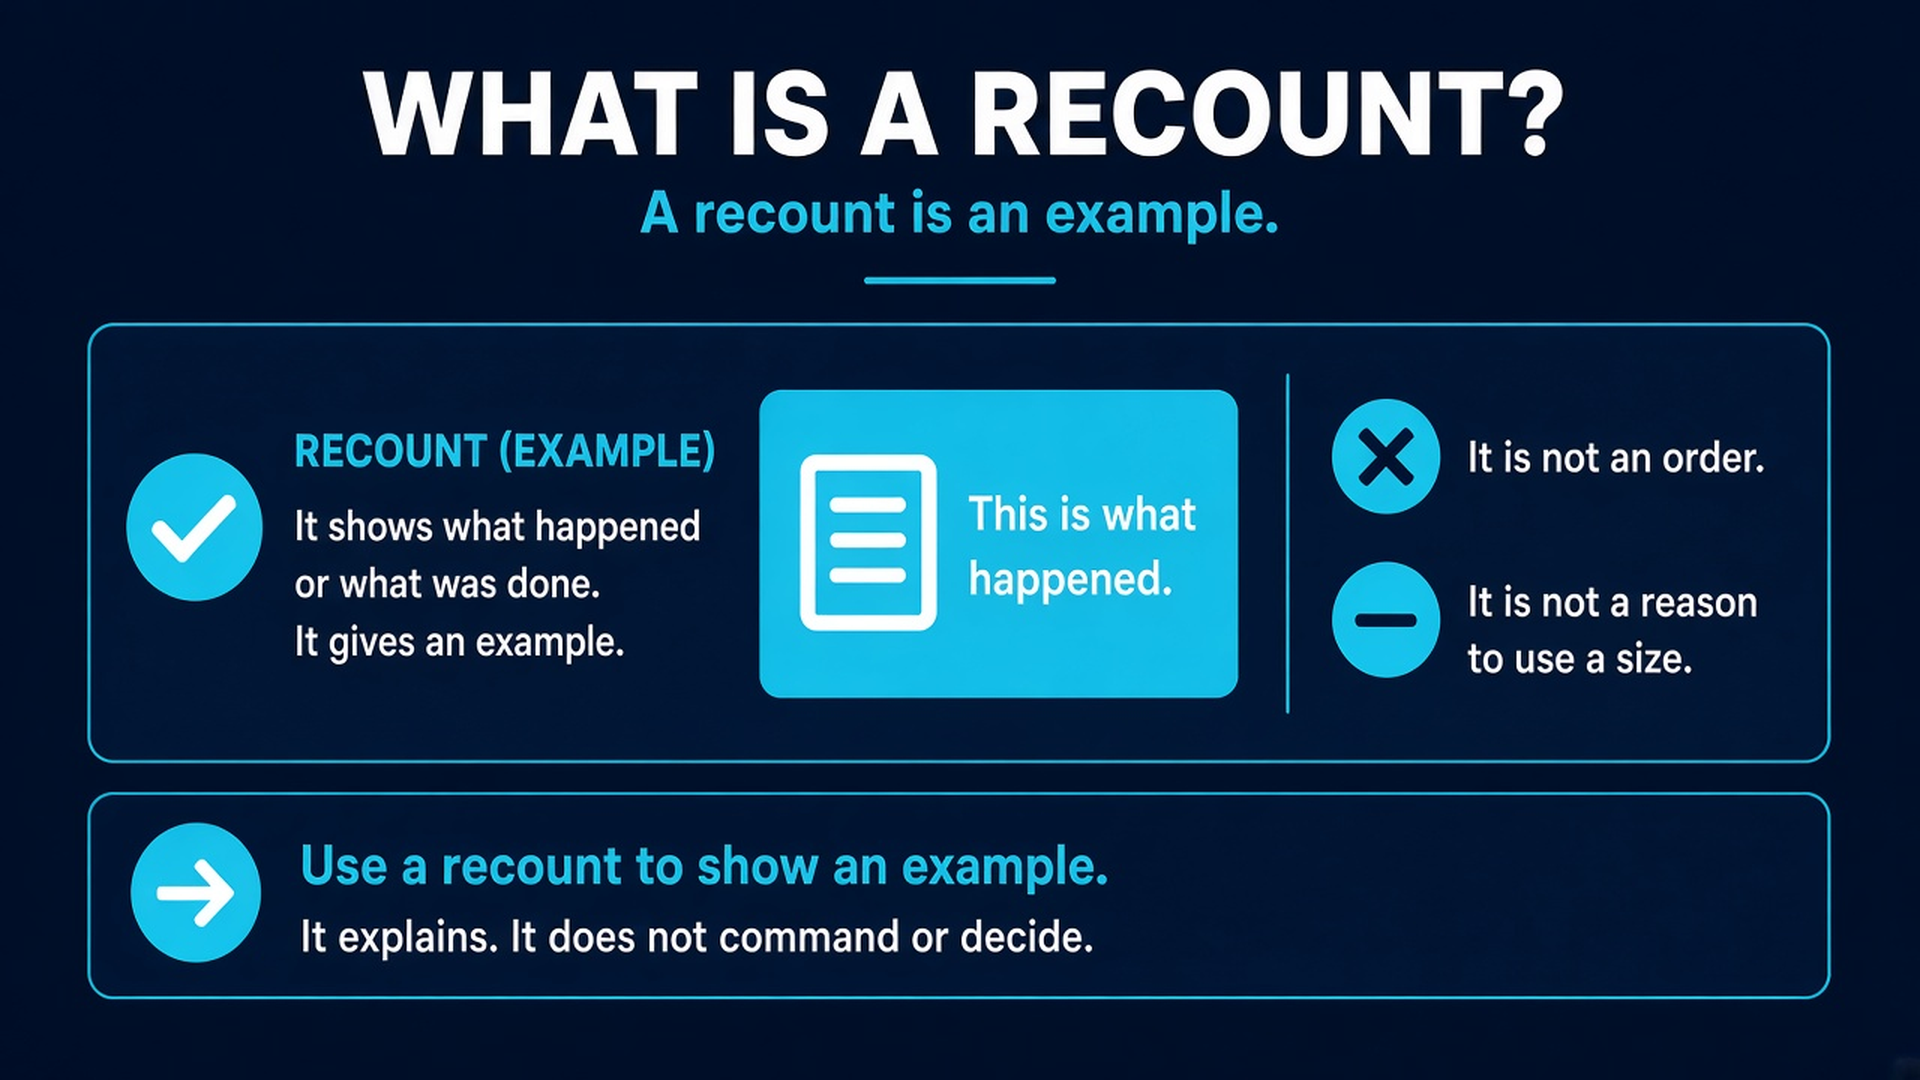 WHAT IS A RECOUNT?
A recount is an example.
RECOUNT (EXAMPLE)
It shows what happened
or what was done.
It gives an example.
This is what
happened.
It is not an order.
It is not a reason
to use a size.
Use a recount to show an example.
It explains. It does not command or decide.